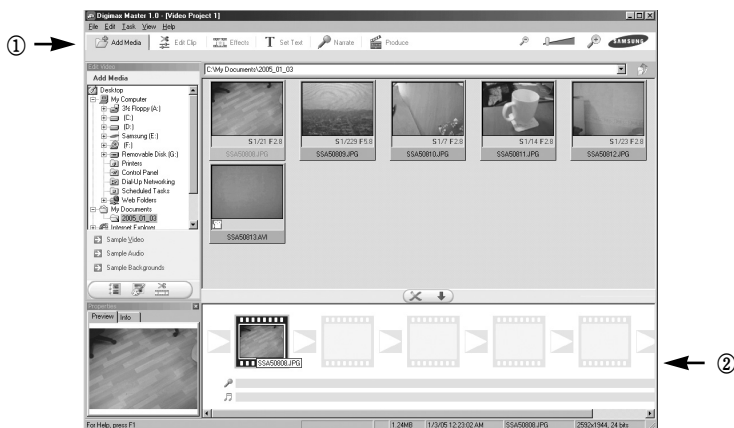 Digimax Master 1.0 - [Video Project 1]
File Edit Task View Help
①
Add Media Edit Clip Effects T Set Text Narrate Produce SAMSUNG
Edit Video
Add Media
C:\My Documents\2005_01_03
Desktop
My Computer
3½ Floppy (A:)
(C:)
(D:)
Samsung (E:)
(F:)
Removable Disk (G:)
Printers
Control Panel
Dial-Up Networking
Scheduled Tasks
Web Folders
My Documents
2005_01_03
Internet Explorer
S1/21 F2.8 S1/229 F5.8 S1/7 F2.8 S1/14 F2.8 S1/23 F2.8
SSA50808.JPG SSA50809.JPG SSA50810.JPG SSA50811.JPG SSA50812.JPG
SSA50813.AVI
Sample Video
Sample Audio
Sample Backgrounds
Properties
Preview Info
SSA50808.JPG
②
For Help, press F1 1.24MB 1/3/05 12:23:02 AM SSA50808.JPG 2592x1944, 24 bits